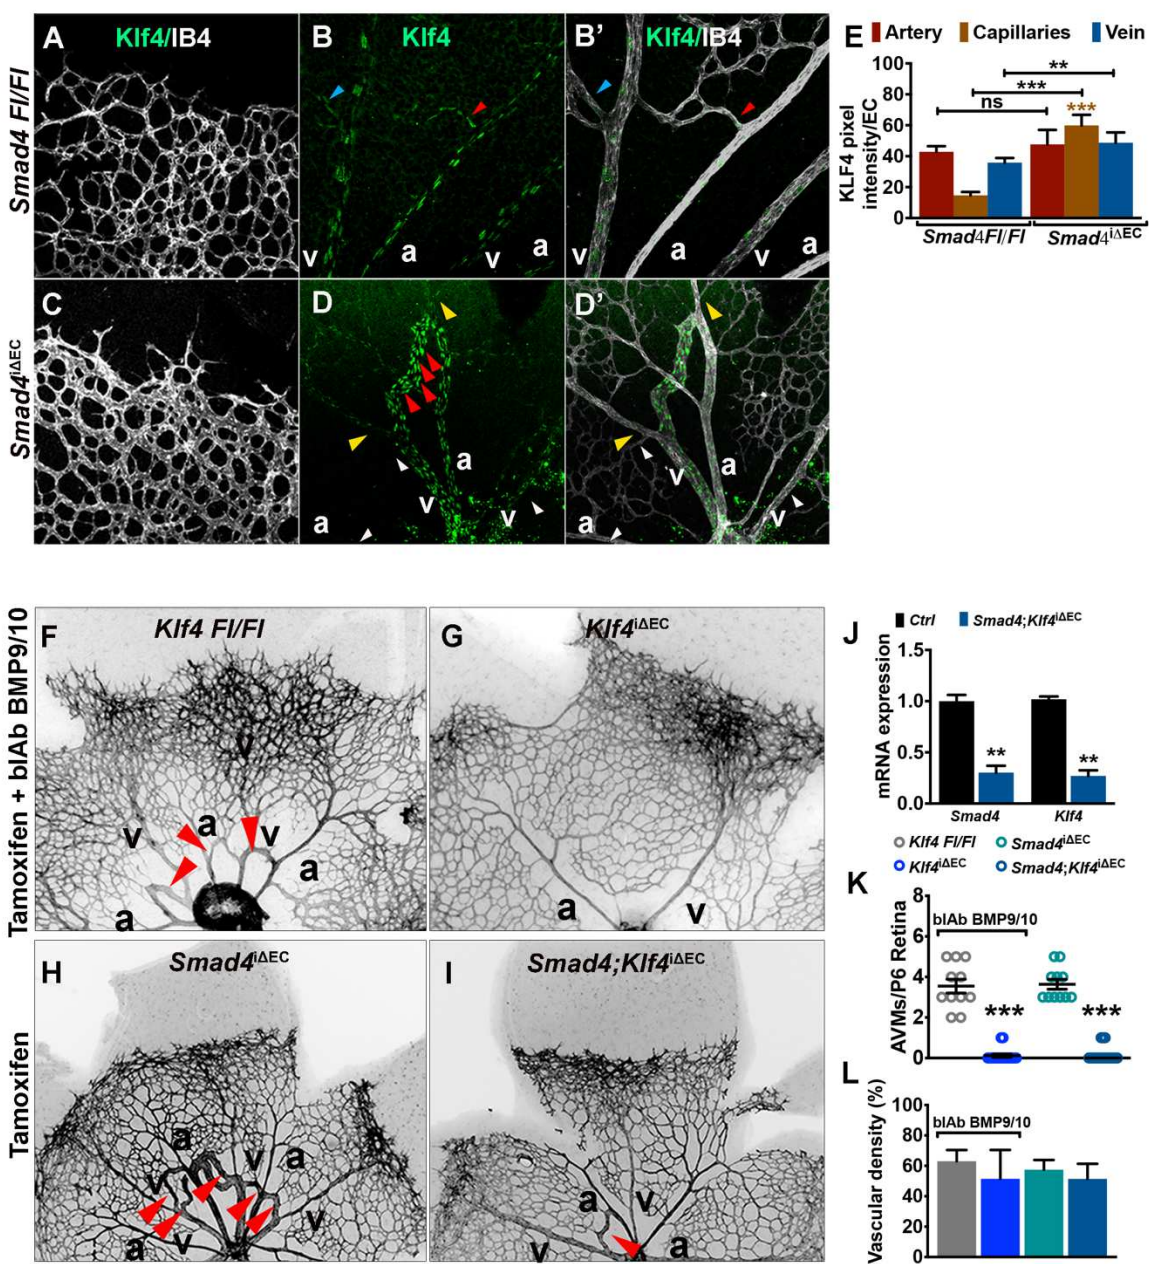 A
Klf4/IB4
B
Klf4
B’
Klf4/IB4
Smad4 Fl/Fl
v
a
v
a
v
a
v
a
C
D
D’
Smad4iΔEC
a
v
a
v
a
v
a
v
E
Artery
Capillaries
Vein
100
80
60
40
20
0
KLF4 pixel
intensity/EC
**
***
ns
***
Smad4Fl/Fl
Smad4iΔEC
Tamoxifen + blAb BMP9/10
F
Klf4 Fl/Fl
v
v
a
v
a
a
G
Klf4iΔEC
a
v
Tamoxifen
H
Smad4iΔEC
a
v
a
v
v
a
v
I
Smad4;Klf4iΔEC
a
v
v
a
J
Ctrl
Smad4;Klf4iΔEC
mRNA expression
1.5
1.0
0.5
0.0
**
**
Smad4
Klf4
Klf4 Fl/Fl
Smad4iΔEC
Klf4iΔEC
Smad4;Klf4iΔEC
K
AVMs/P6 Retina
8
6
4
2
0
blAb BMP9/10
***
***
L
Vascular density (%)
100
80
60
40
20
0
blAb BMP9/10